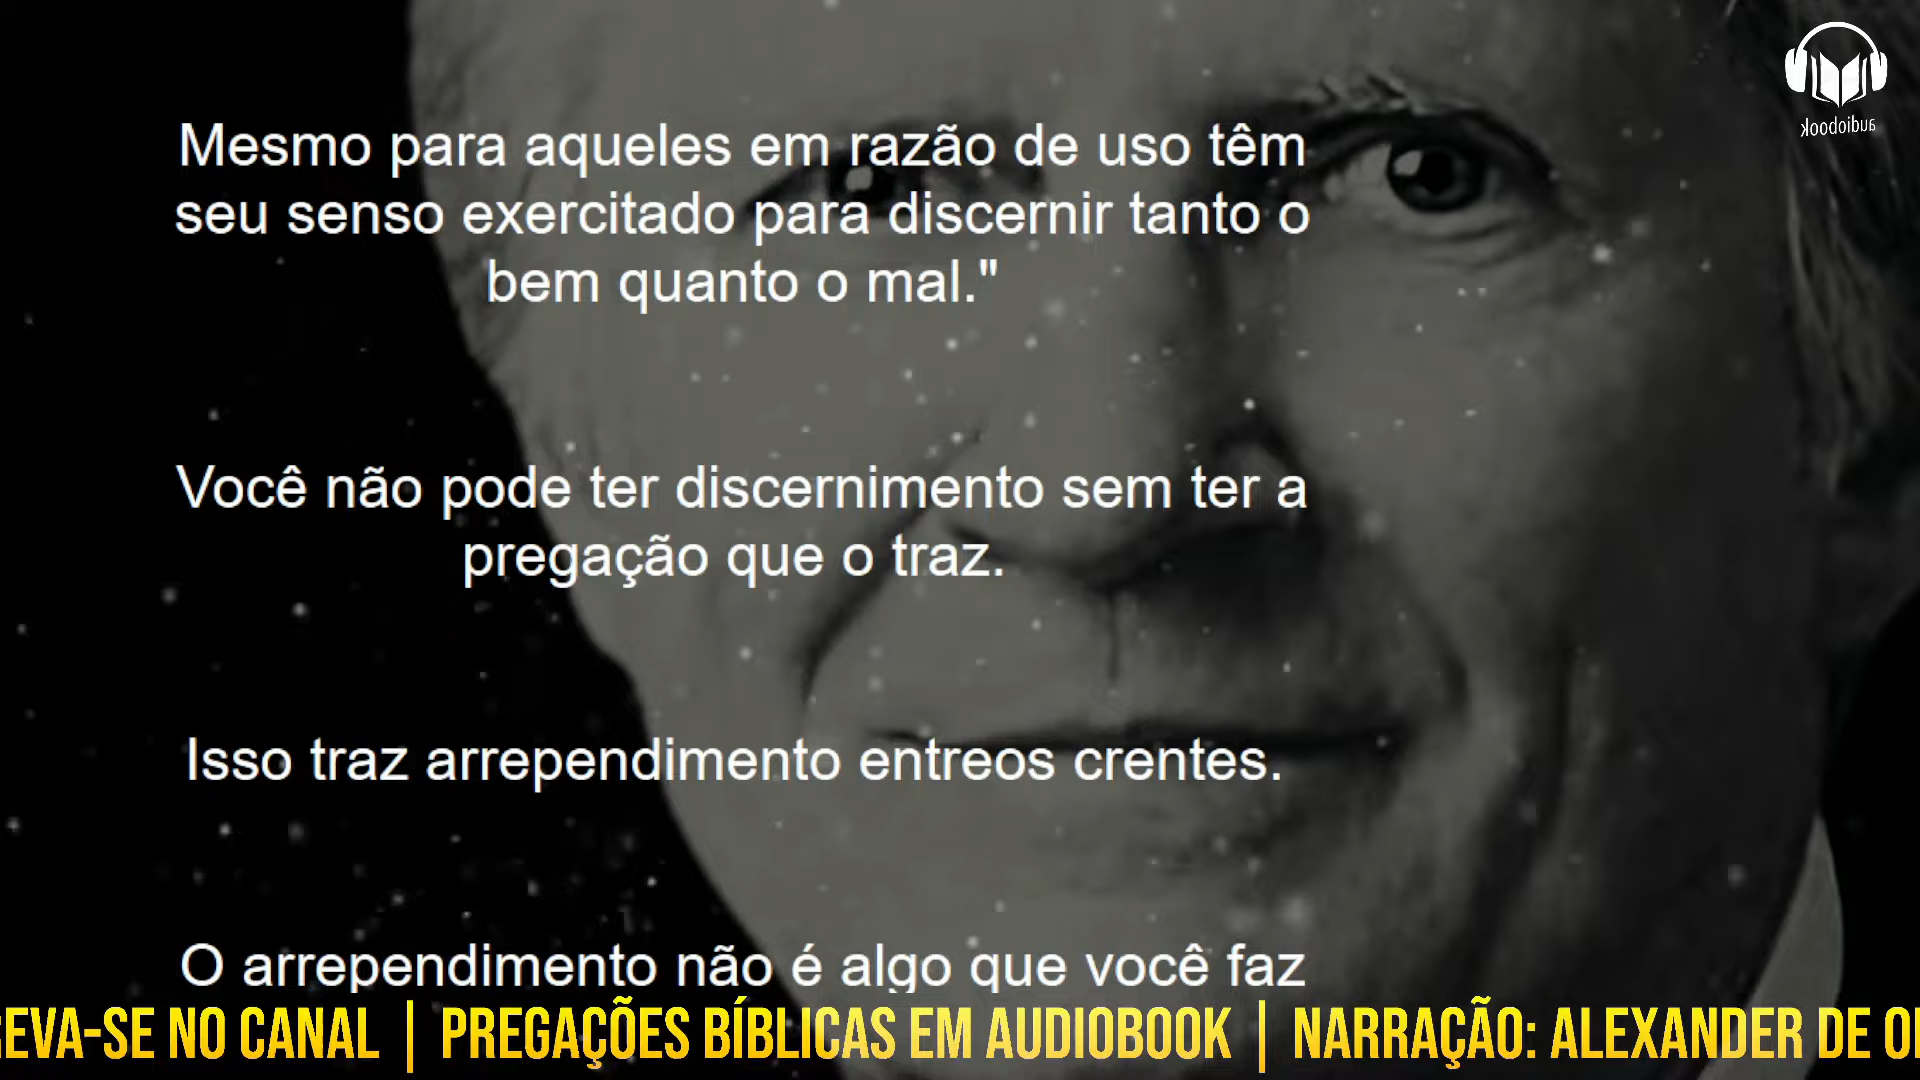 audiobook
Mesmo para aqueles em razão de uso têm
seu senso exercitado para discernir tanto o
bem quanto o mal."
Você não pode ter discernimento sem ter a
pregação que o traz.
Isso traz arrependimento entreos crentes.
O arrependimento não é algo que você faz
EVA-SE NO CANAL | PREGAÇÕES BÍBLICAS EM AUDIOBOOK | NARRAÇÃO: ALEXANDER DE